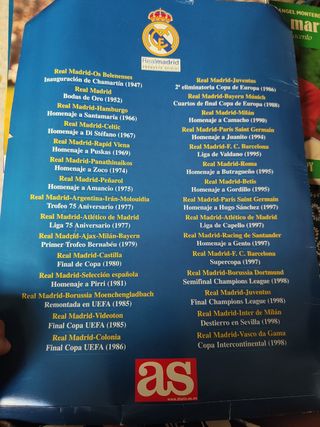 RealMadrid
Real Madrid-Os Belenenses
Inauguración de Chamartín (1947)
Real Madrid
Bodas de Oro (1952)
Real Madrid-Hamburgo
Homenaje a Santamaría (1966)
Real Madrid-Celtic
Homenaje a Di Stéfano (1967)
Real Madrid-Rapid Viena
Homenaje a Puskas (1969)
Real Madrid-Panathinaikos
Homenaje a Zoco (1974)
Real Madrid-Peñarol
Homenaje a Amancio (1975)
Real Madrid-Argentina-Irán-Molouidia
Trofeo 75 Aniversario (1977)
Real Madrid-Atlético de Madrid
Liga 75 Aniversario (1977)
Real Madrid-Ajax-Milán-Bayern
Primer Trofeo Bernabéu (1979)
Real Madrid-Castilla
Final de Copa (1980)
Real Madrid-Selección española
Homenaje a Pirri (1981)
Real Madrid-Borussia Moenchengladbach
Remontada en UEFA (1985)
Real Madrid-Videoton
Final Copa UEFA (1985)
Real Madrid-Colonia
Final Copa UEFA (1986)
Real Madrid-Juventus
2ª eliminatoria Copa de Europa (1986)
Real Madrid-Bayern Múnich
Cuartos de final Copa de Europa (1988)
Real Madrid-Milán
Homenaje a Camacho (1990)
Real Madrid-París Saint Germain
Homenaje a Juanito (1994)
Real Madrid-F. C. Barcelona
Liga de Valdano (1995)
Real Madrid-Roma
Homenaje a Butragueño (1995)
Real Madrid-Betis
Homenaje a Gordillo (1995)
Real Madrid-París Saint Germain
Homenaje a Hugo Sánchez (1997)
Real Madrid-Atlético de Madrid
Liga de Capello (1997)
Real Madrid-Racing de Santander
Homenaje a Gento (1997)
Real Madrid-F. C. Barcelona
Supercopa (1997)
Real Madrid-Borussia Dortmund
Semifinal Champions League (1998)
Real Madrid-Juventus
Final Champions League (1998)
Real Madrid-Inter de Milán
Destierro en Sevilla (1998)
Real Madrid-Vasco da Gama
Copa Intercontinental (1998)
as
www.diario-as.es
ANGEL MONTERO
mar